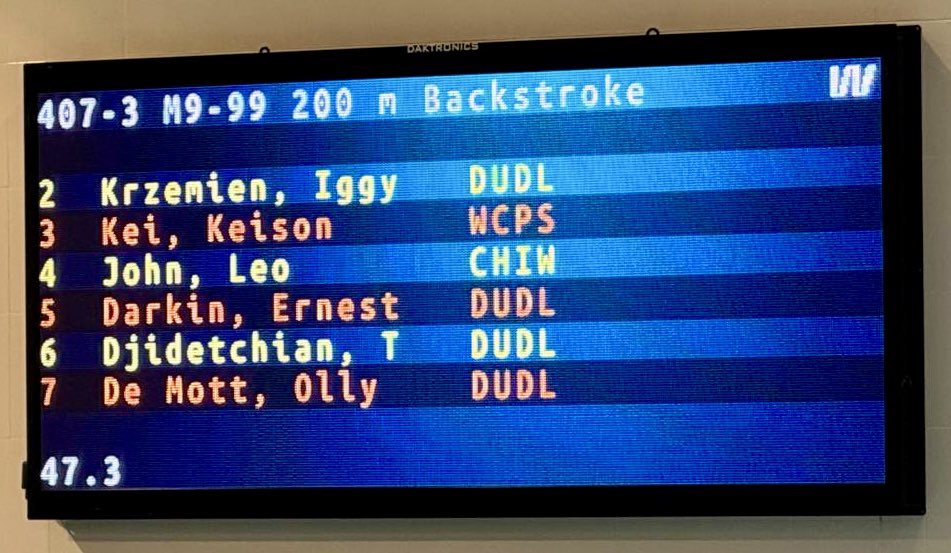 DAKTRONICS
407-3 M9-99 200 m Backstroke
2 Krzemien, Iggy DUDL
3 Kei, Keison WCPS
4 John, Leo CHIW
5 Darkin, Ernest DUDL
6 Djidetchian, T DUDL
7 De Mott, Olly DUDL
47.3